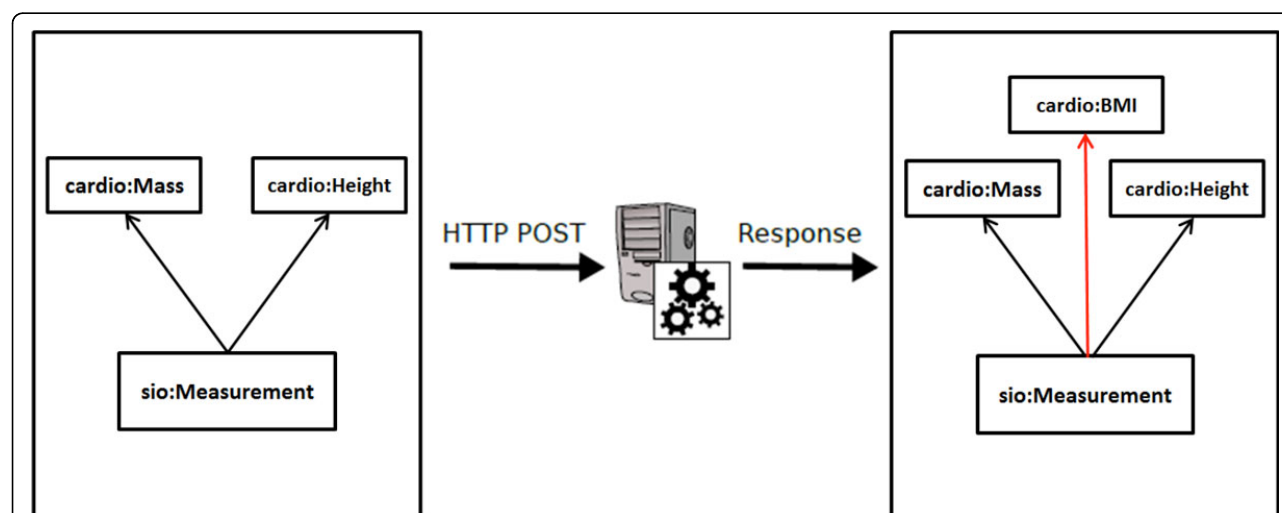 cardio:Mass
cardio:Height
sio:Measurement
HTTP POST
Response
cardio:BMI
cardio:Mass
cardio:Height
sio:Measurement